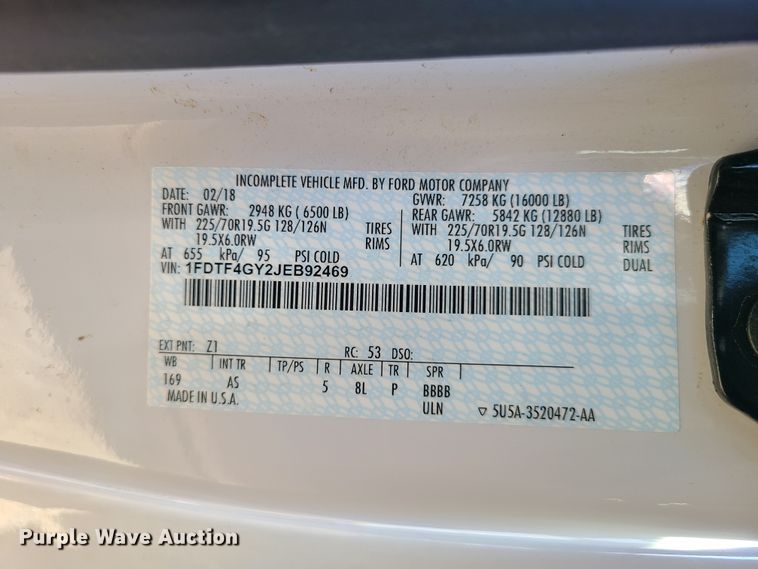 INCOMPLETE VEHICLE MFD. BY FORD MOTOR COMPANY
DATE: 02/18 GVWR: 7258 KG (16000 LB)
FRONT GAWR: 2948 KG ( 6500 LB) REAR GAWR: 5842 KG (12880 LB)
WITH 225/70R19.5G 128/126N TIRES WITH 225/70R19.5G 128/126N TIRES
19.5X6.0RW RIMS 19.5X6.0RW RIMS
AT 655 kPa/ 95 PSI COLD AT 620 kPa/ 90 PSI COLD DUAL
VIN: 1FDTF4GY2JEB92469
EXT PNT: Z1 RC: 53 DSO:
WB INT TR TP/PS R AXLE TR SPR
169 AS 5 8L P BBBB
MADE IN U.S.A. ULN ▽ 5U5A-3520472-AA
Purple Wave Auction